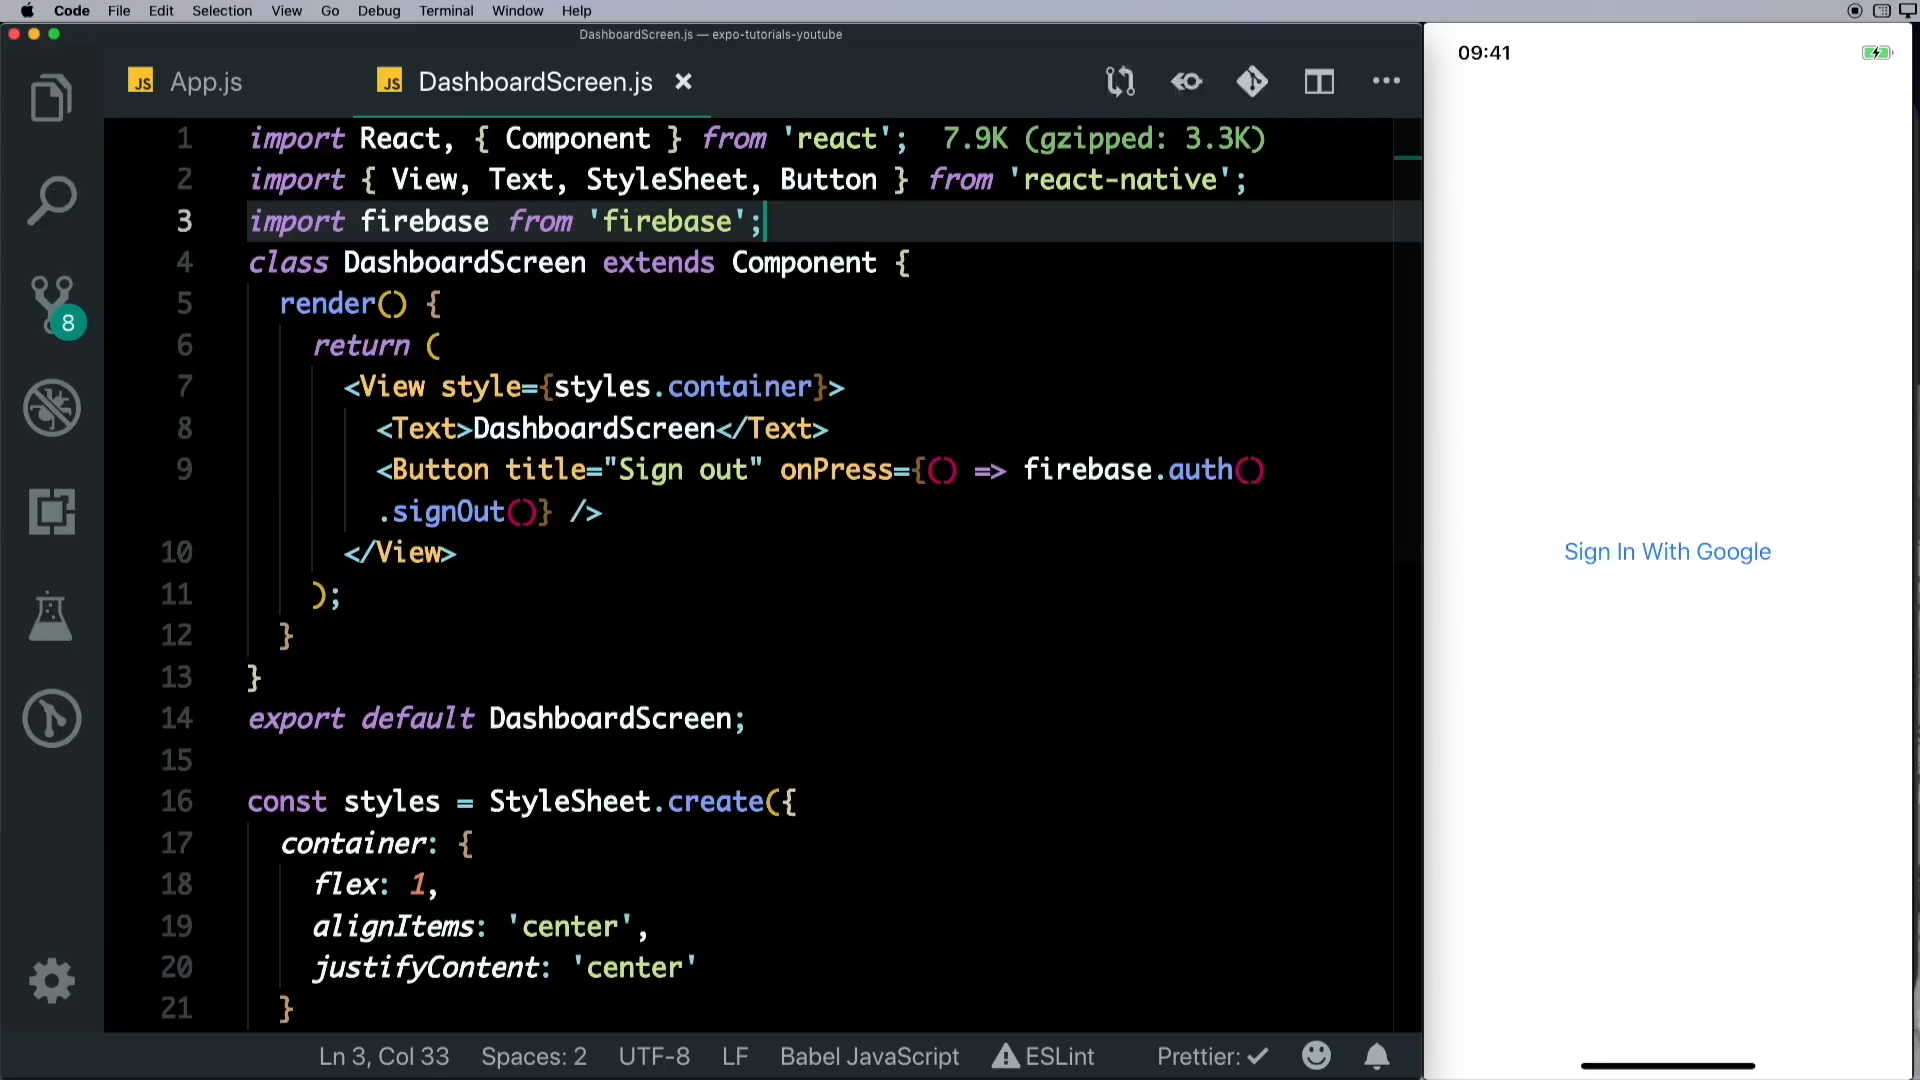 Code File Edit Selection View Go Debug Terminal Window Help
DashboardScreen.js — expo-tutorials-youtube
JS App.js JS DashboardScreen.js
1 import React, { Component } from 'react'; 7.9K (gzipped: 3.3K)
2 import { View, Text, StyleSheet, Button } from 'react-native';
3 import firebase from 'firebase';
4 class DashboardScreen extends Component {
5 render() {
6 return (
7 <View style={styles.container}>
8 <Text>DashboardScreen</Text>
9 <Button title="Sign out" onPress={() => firebase.auth()
.signOut()} />
10 </View>
11 );
12 }
13 }
14 export default DashboardScreen;
15
16 const styles = StyleSheet.create({
17 container: {
18 flex: 1,
19 alignItems: 'center',
20 justifyContent: 'center'
21 }
8
Ln 3, Col 33 Spaces: 2 UTF-8 LF Babel JavaScript ESLint Prettier: ✓
09:41
Sign In With Google